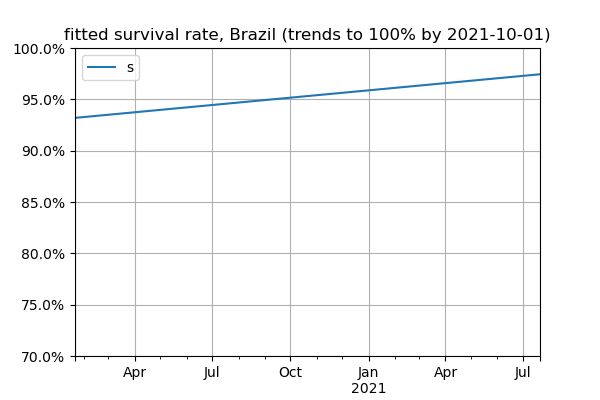 fitted survival rate, Brazil (trends to 100% by 2021-10-01)
100.0%
95.0%
90.0%
85.0%
80.0%
75.0%
70.0%
s
Apr Jul Oct Jan Apr Jul
2021